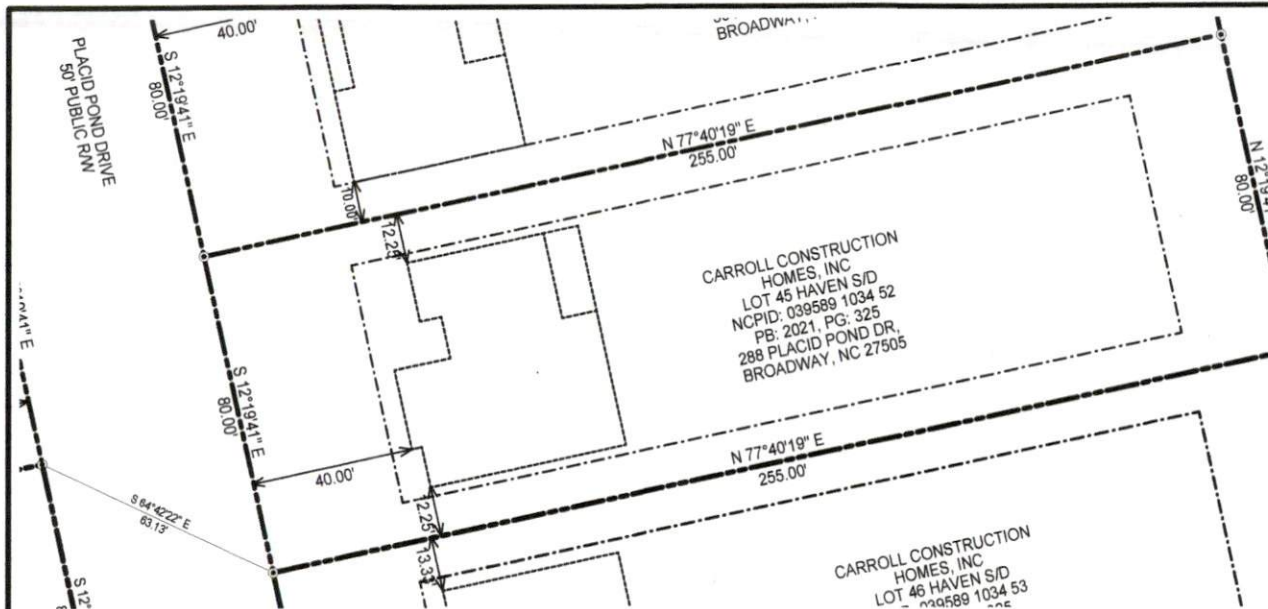 BROADWAY,
40.00'
PLACID POND DRIVE
50' PUBLIC R/W
S 12°19'41" E
80.00'
N 77°40'19" E
255.00'
N 12°19'41"
80.00'
10.00'
12.25'
CARROLL CONSTRUCTION
HOMES, INC
LOT 45 HAVEN S/D
NCPID: 039589 1034 52
PB: 2021, PG: 325
288 PLACID POND DR,
BROADWAY, NC 27505
S 12°19'41" E
80.00'
40.00'
N 77°40'19" E
255.00'
S 64°42'22" E
63.13'
12.25'
13.33'
CARROLL CONSTRUCTION
HOMES, INC
LOT 46 HAVEN S/D
039589 1034 53
S 12°